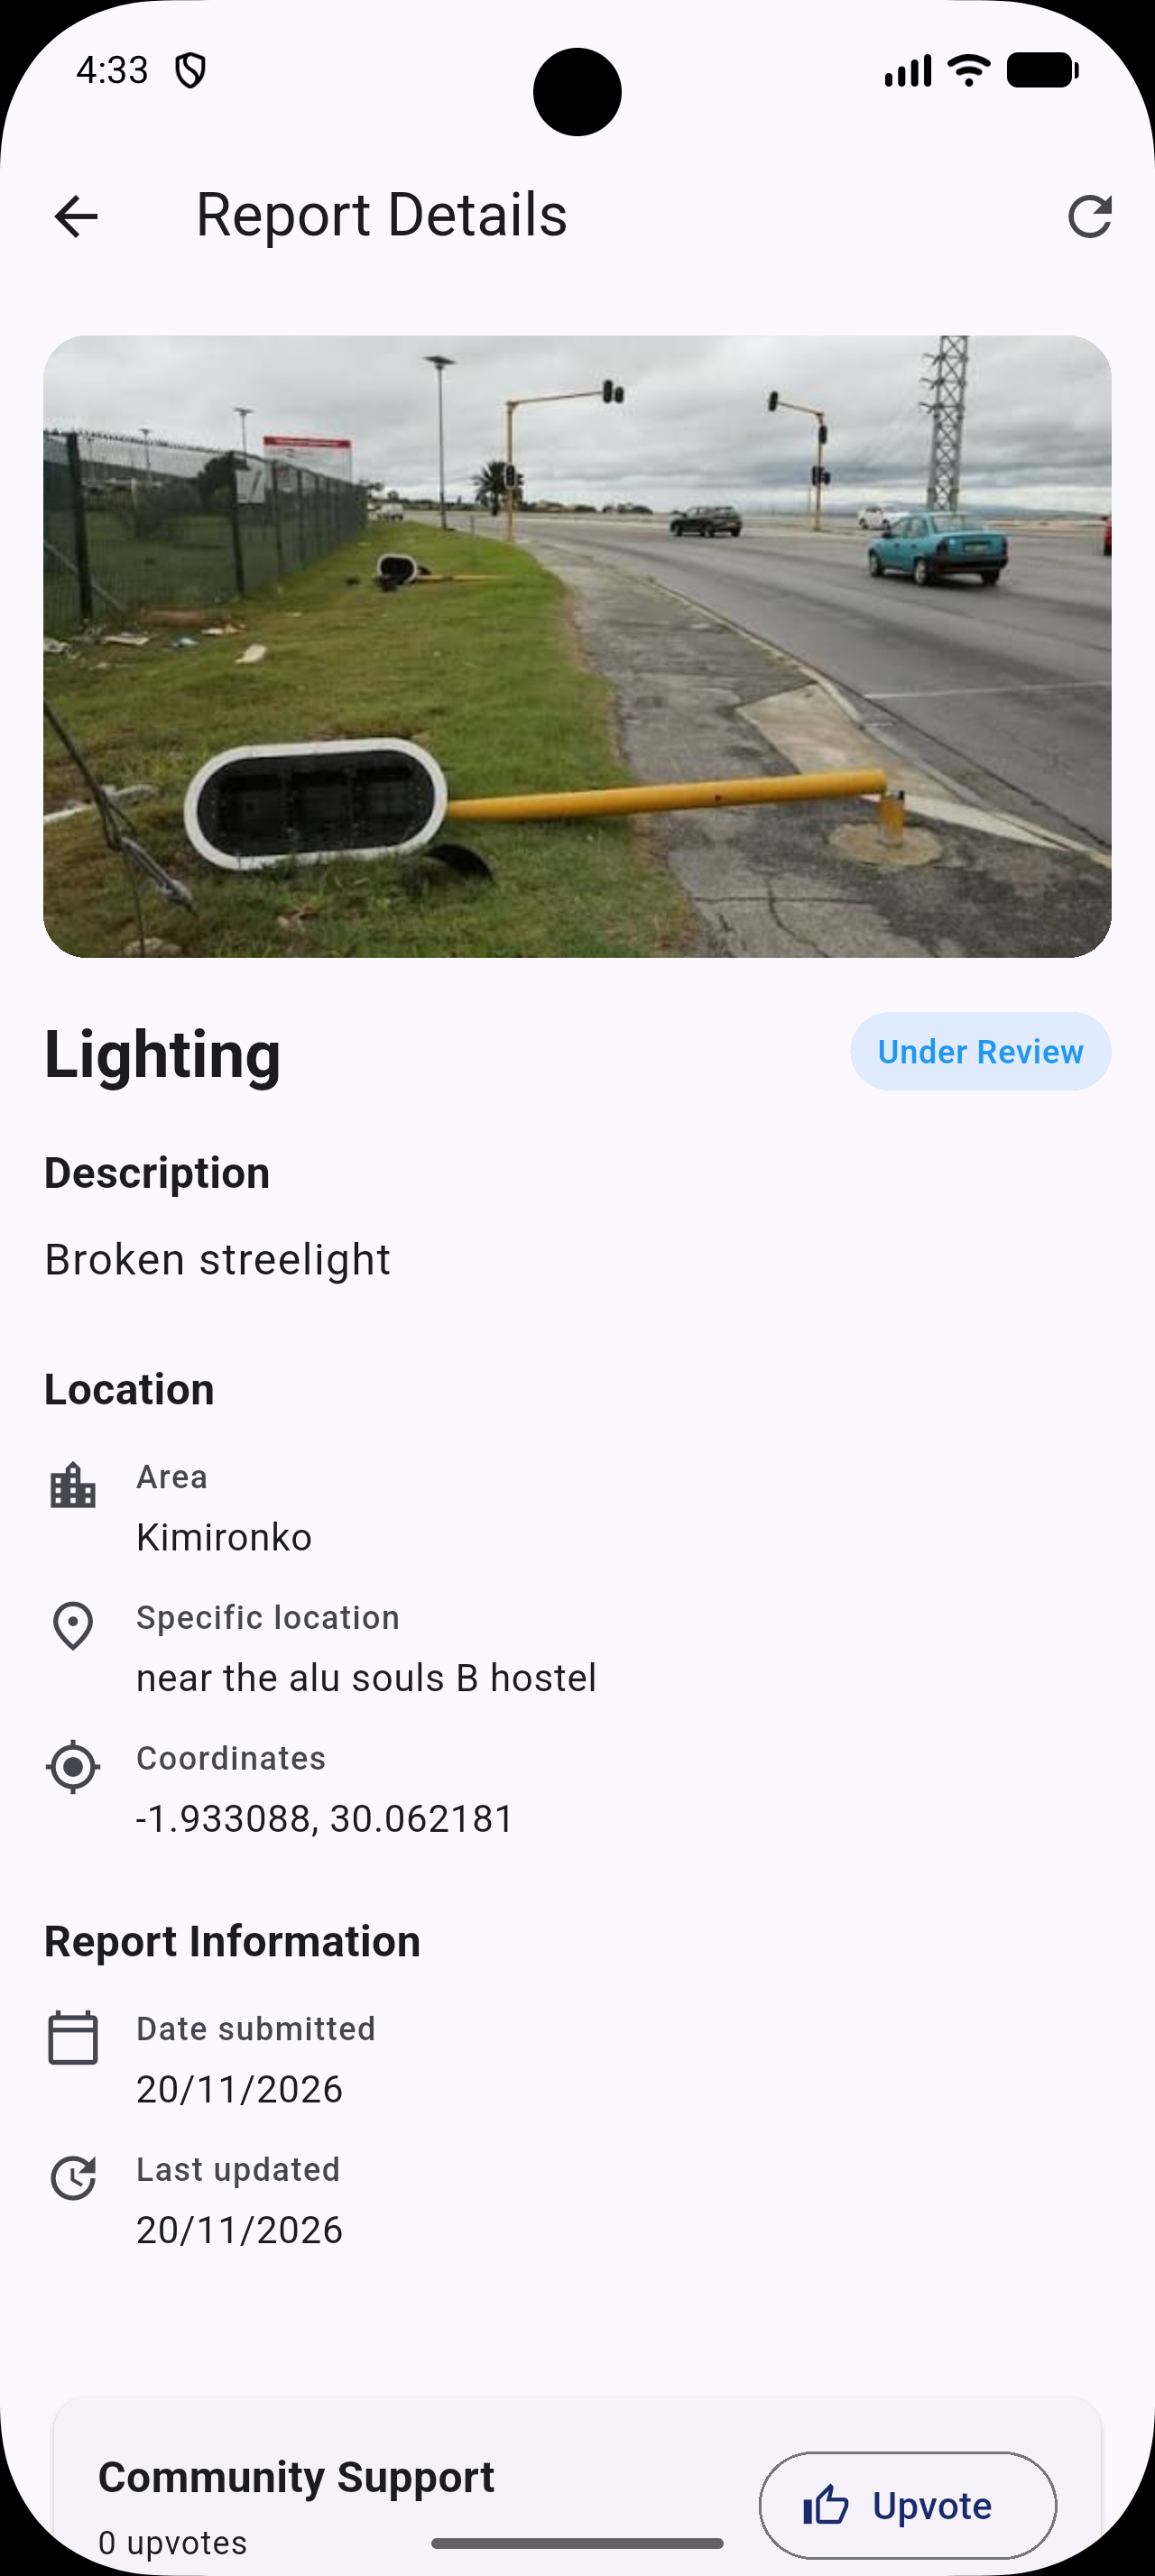 4:33
Report Details
Lighting
Under Review
Description
Broken streelight
Location
Area
Kimironko
Specific location
near the alu souls B hostel
Coordinates
-1.933088, 30.062181
Report Information
Date submitted
20/11/2026
Last updated
20/11/2026
Community Support
Upvote
0 upvotes